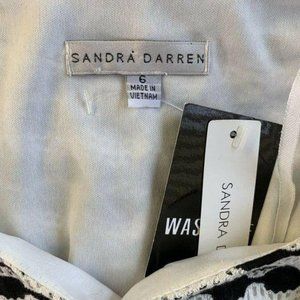 SANDRA DARREN
6
MADE IN
VIETNAM
WAS
SANDRA D